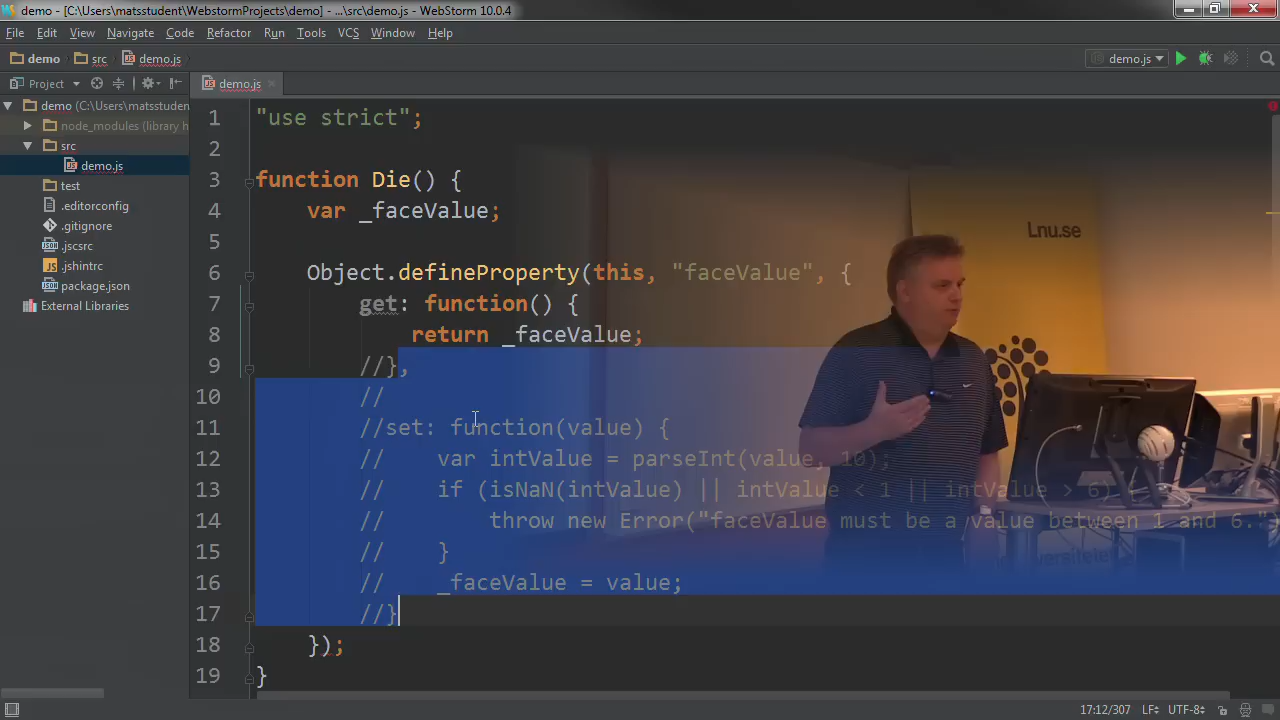 demo - [C:\Users\matsstudent\WebstormProjects\demo] - ...\src\demo.js - WebStorm 10.0.4
File Edit View Navigate Code Refactor Run Tools VCS Window Help
demo src demo.js demo.js
Project demo.js
demo (C:\Users\matsstuden
node_modules (library h
src
demo.js
test
.editorconfig
.gitignore
.jscsrc
.jshintrc
package.json
External Libraries
1 "use strict";
2
3 function Die() {
4 var _faceValue;
5
6 Object.defineProperty(this, "faceValue", {
7 get: function() {
8 return _faceValue;
9 //},
10 //
11 //set: function(value) {
12 // var intValue = parseInt(value, 10);
13 // if (isNaN(intValue) || intValue < 1 || intValue > 6) {
14 // throw new Error("faceValue must be a value between 1 and 6."
15 // }
16 // _faceValue = value;
17 //}
18 });
19 }
Lnu.se
17:12/307 LF÷ UTF-8÷